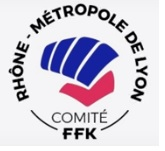 RHÔNE - MÉTROPOLE DE LYON
COMITÉ
FFK